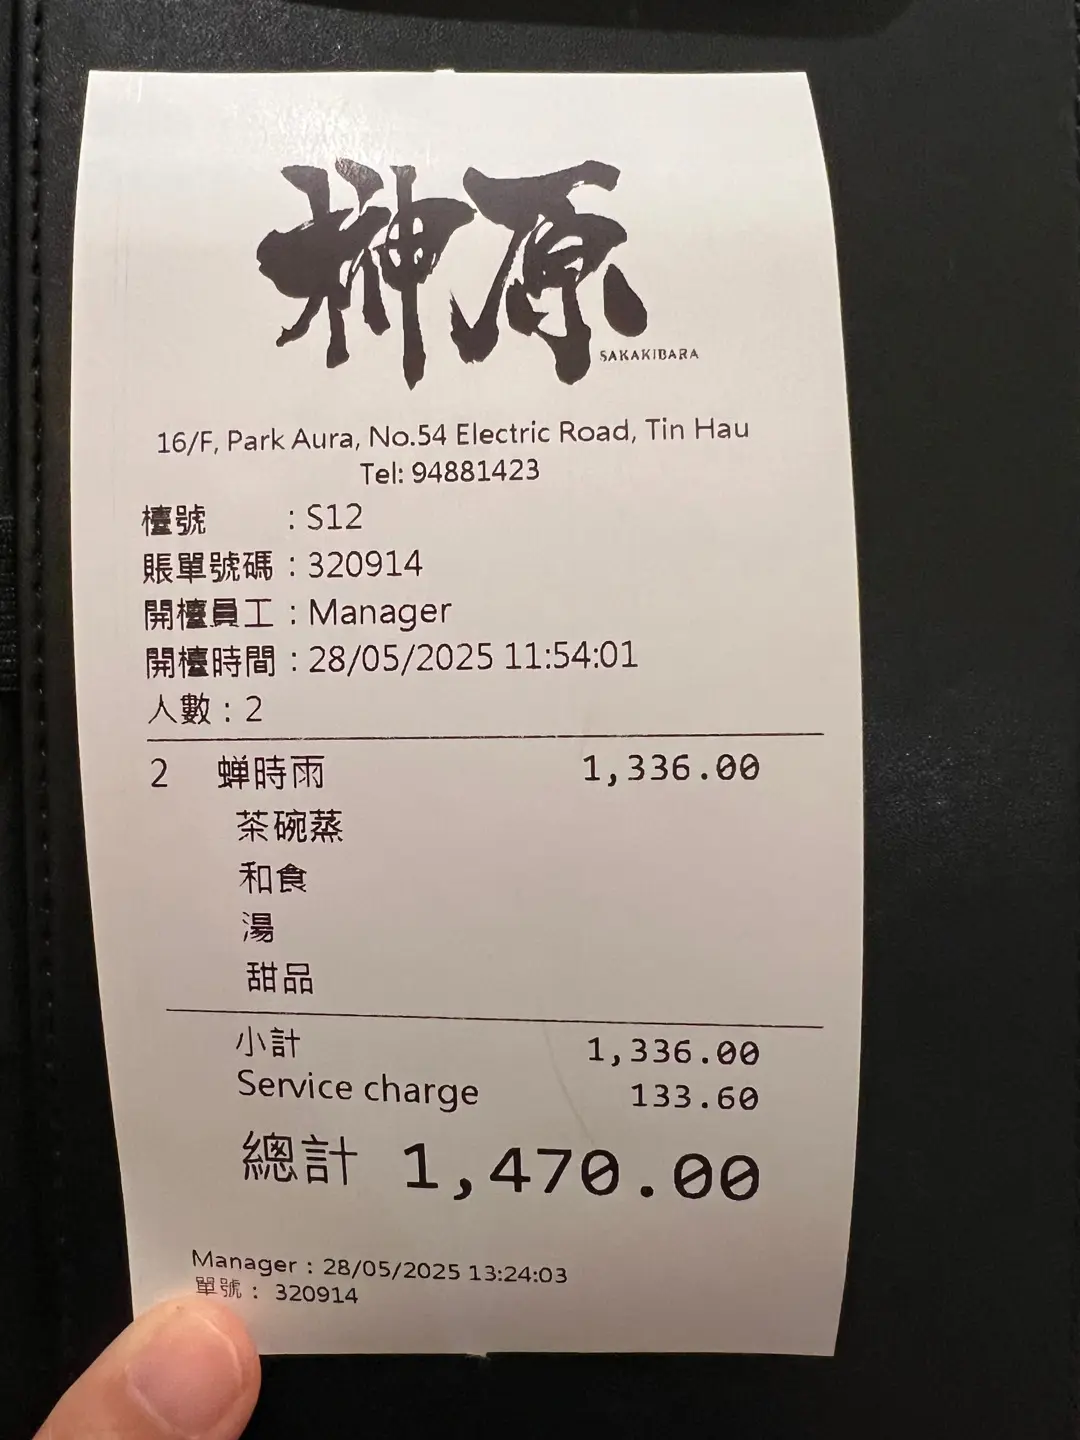 榊原
SAKAKIBARA
16/F, Park Aura, No.54 Electric Road, Tin Hau
Tel: 94881423
檯號 : S12
賬單號碼 : 320914
開檯員工 : Manager
開檯時間 : 28/05/2025 11:54:01
人數 : 2
2 蝉時雨 1,336.00
茶碗蒸
和食
湯
甜品
小計 1,336.00
Service charge 133.60
總計 1,470.00
Manager : 28/05/2025 13:24:03
單號 : 320914